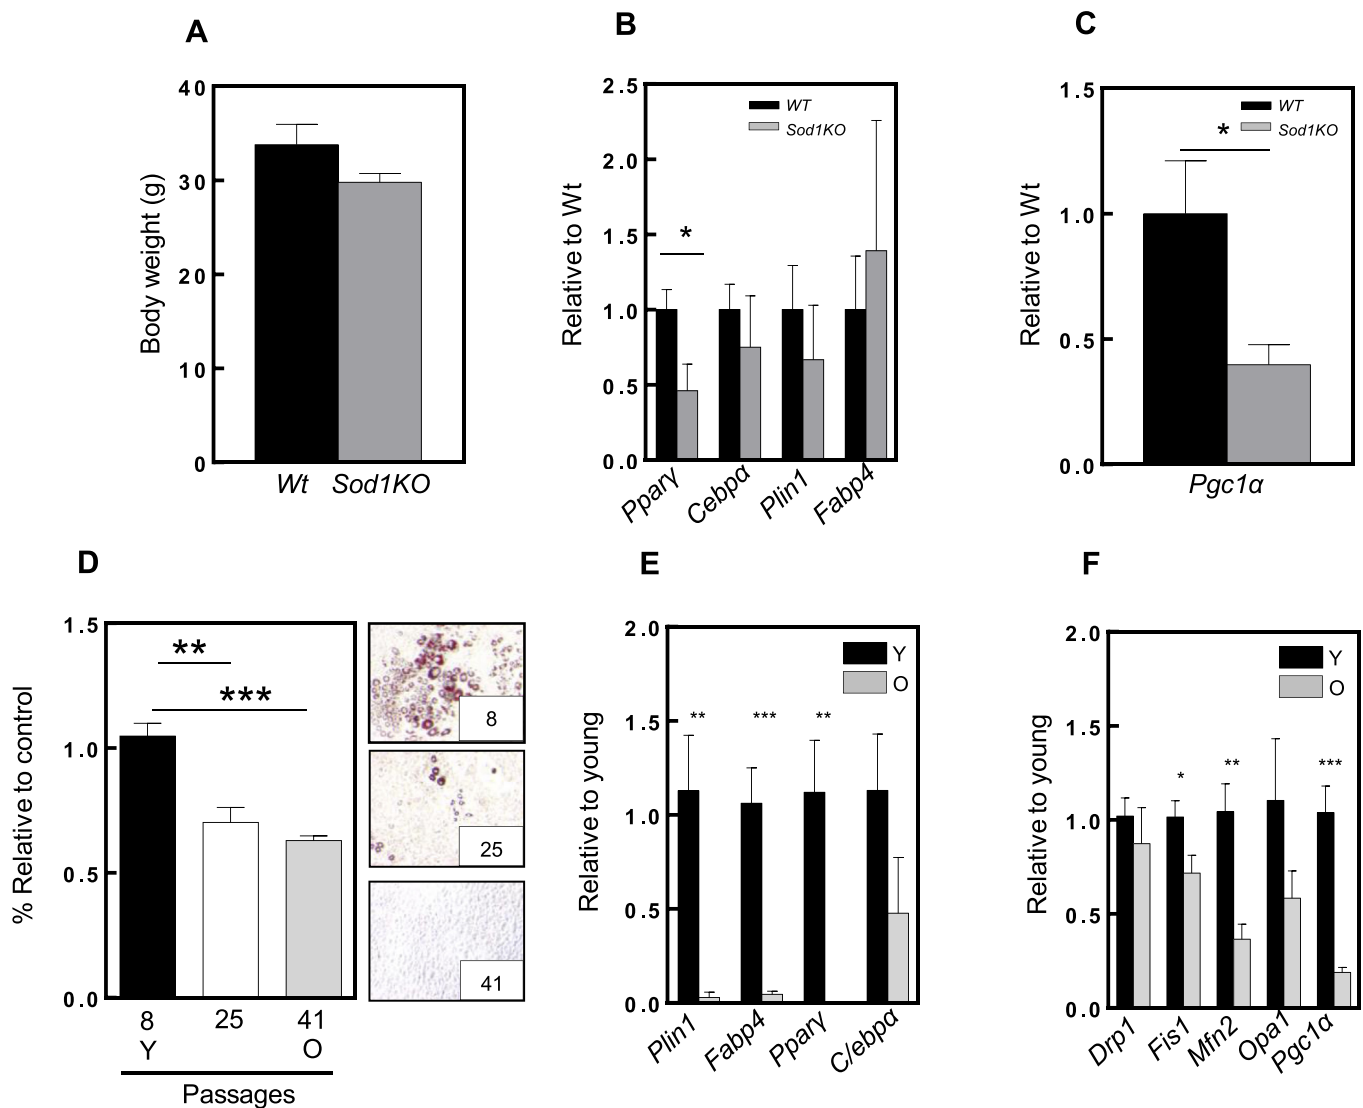 A
Body weight (g)
40
30
20
10
0
Wt Sod1KO
B
Relative to Wt
2.5
2.0
1.5
1.0
0.5
0.0
WT
Sod1KO
*
Pparγ Cebpα Plin1 Fabp4
C
Relative to Wt
1.5
1.0
0.5
0.0
WT
Sod1KO
*
Pgc1α
D
% Relative to control
1.5
1.0
0.5
0.0
**
***
8 25 41
Y O
Passages
8
25
41
E
Relative to young
2.0
1.5
1.0
0.5
0.0
Y
O
** *** **
Plin1 Fabp4 Pparγ C/ebpα
F
Relative to young
2.0
1.5
1.0
0.5
0.0
Y
O
* ** ***
Drp1 Fis1 Mfn2 Opa1 Pgc1α